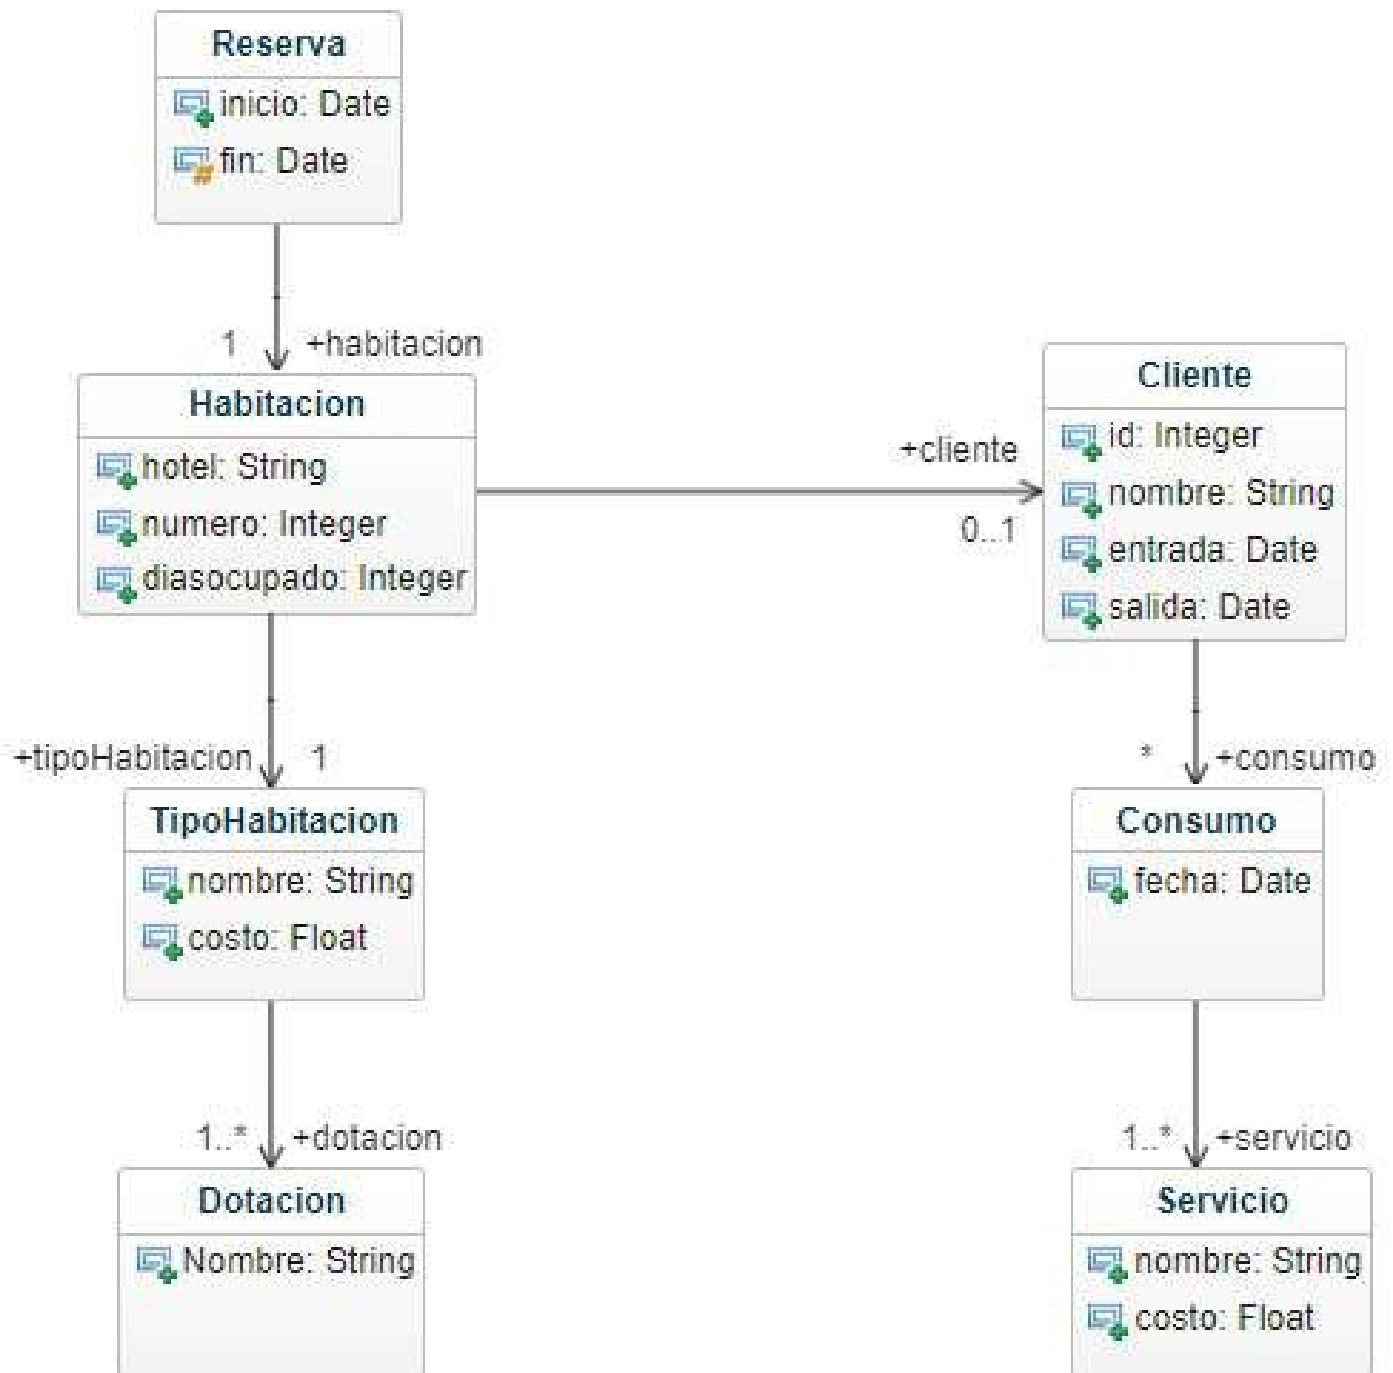 Reserva
inicio: Date
fin: Date
1 +habitacion
Habitacion
hotel: String
numero: Integer
diasocupado: Integer
+cliente
0..1
Cliente
id: Integer
nombre: String
entrada: Date
salida: Date
+tipoHabitacion 1
TipoHabitacion
nombre: String
costo: Float
* +consumo
Consumo
fecha: Date
1..* +dotacion
Dotacion
Nombre: String
1..* +servicio
Servicio
nombre: String
costo: Float